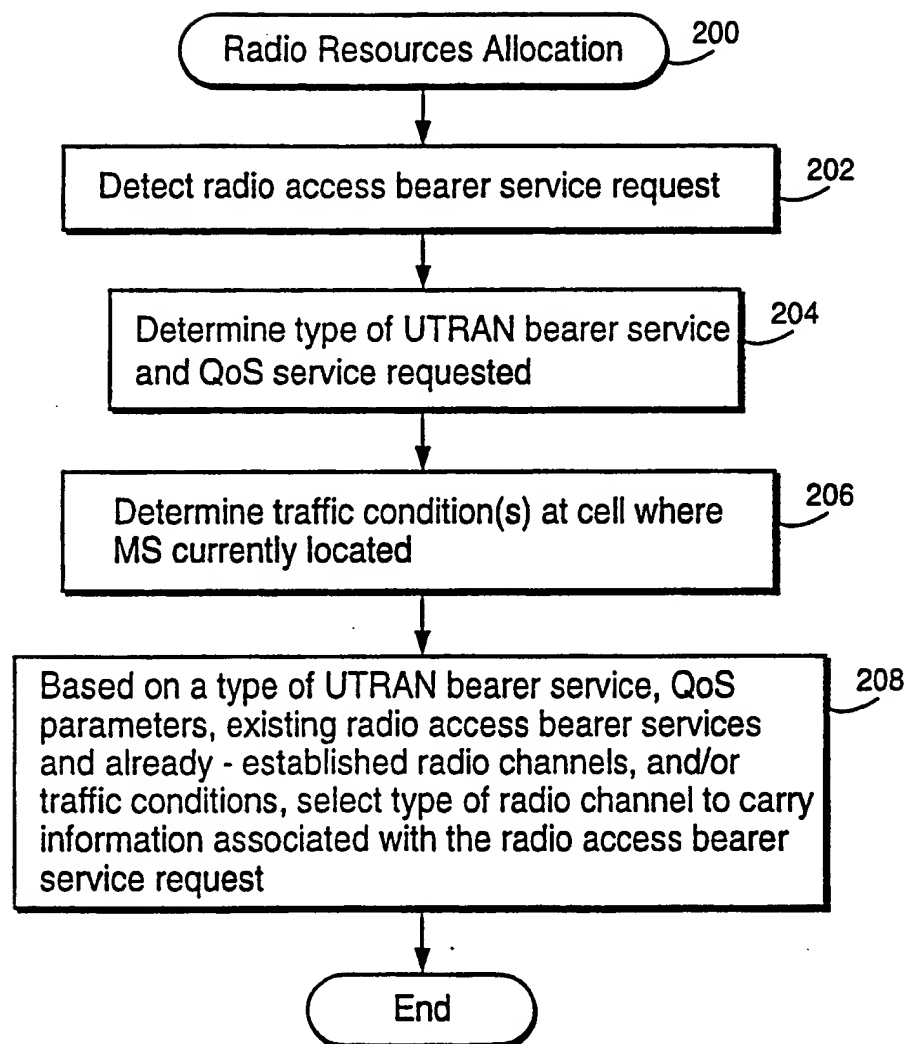 Radio Resources Allocation
200
Detect radio access bearer service request
202
Determine type of UTRAN bearer service
and QoS service requested
204
Determine traffic condition(s) at cell where
MS currently located
206
Based on a type of UTRAN bearer service, QoS
parameters, existing radio access bearer services
and already - established radio channels, and/or
traffic conditions, select type of radio channel to carry
information associated with the radio access bearer
service request
208
End